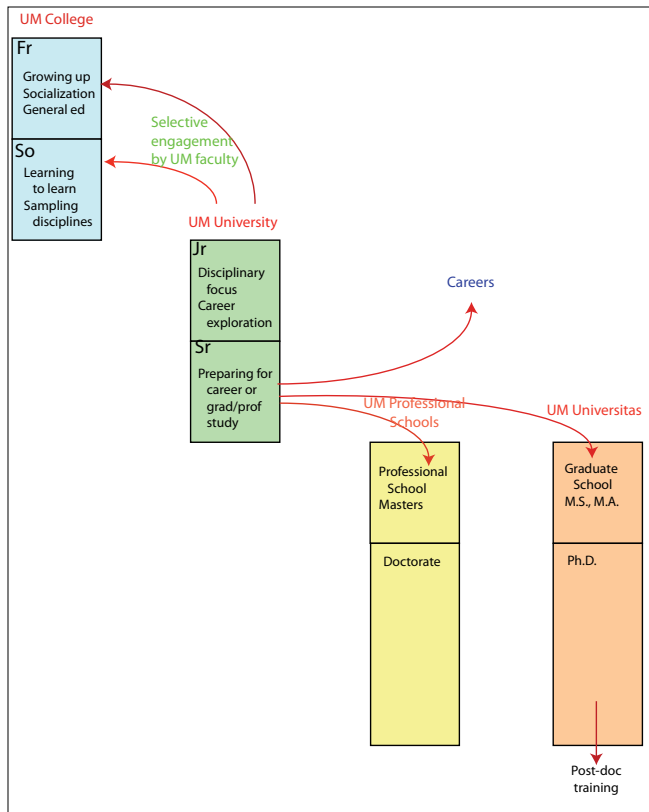 UM College
Fr
Growing up
Socialization
General ed
So
Learning
to learn
Sampling
disciplines
Selective
engagement
by UM faculty
UM University
Jr
Disciplinary
focus
Career
exploration
Sr
Preparing for
career or
grad/prof
study
Careers
UM Professional
Schools
Professional
School
Masters
Doctorate
UM Universitas
Graduate
School
M.S., M.A.
Ph.D.
Post-doc
training